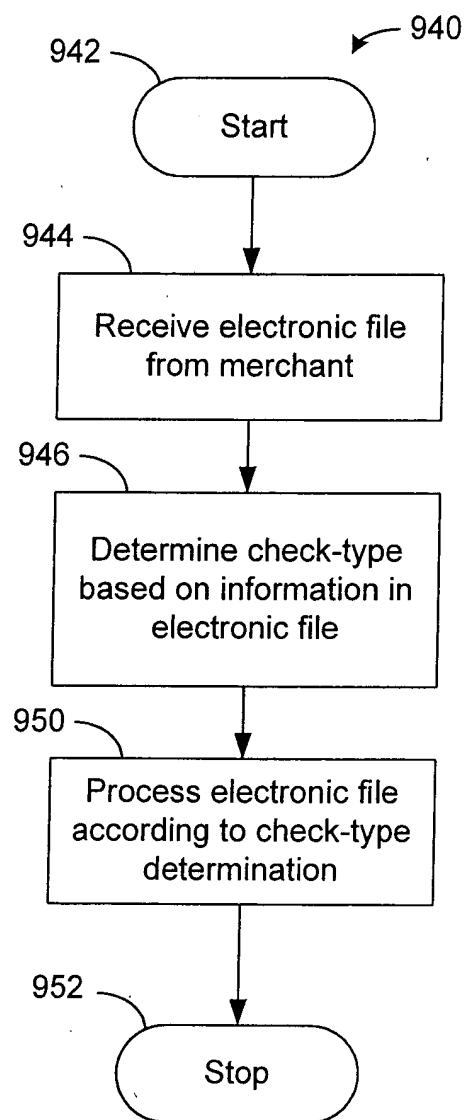 940
942
Start
944
Receive electronic file
from merchant
946
Determine check-type
based on information in
electronic file
950
Process electronic file
according to check-type
determination
952
Stop